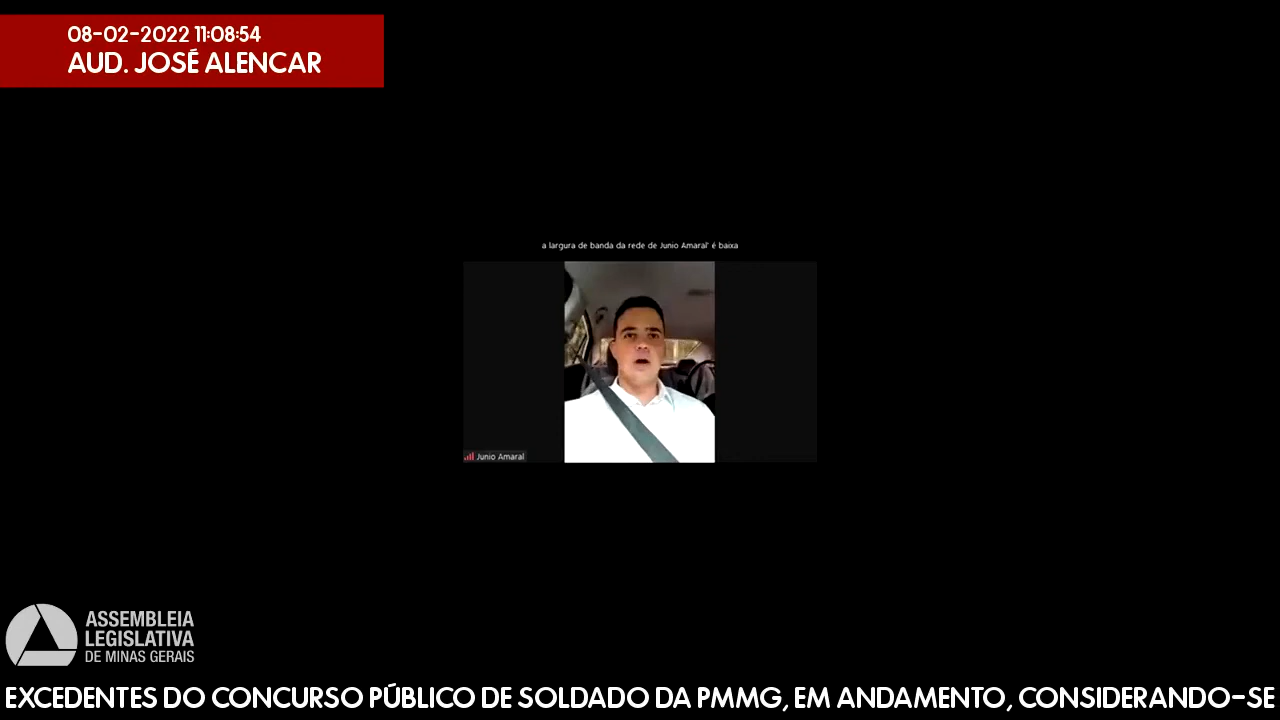 08-02-2022 11:08:54
AUD. JOSÉ ALENCAR
a largura de banda da rede de Junio Amaral' é baixa
Junio Amaral
ASSEMBLEIA
LEGISLATIVA
DE MINAS GERAIS
EXCEDENTES DO CONCURSO PÚBLICO DE SOLDADO DA PMMG, EM ANDAMENTO, CONSIDERANDO-SE